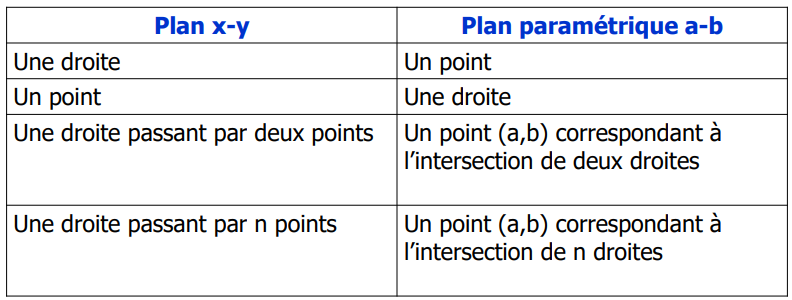 Plan x-y
Plan paramétrique a-b
Une droite
Un point
Un point
Une droite
Une droite passant par deux points
Un point (a,b) correspondant à
l’intersection de deux droites
Une droite passant par n points
Un point (a,b) correspondant à
l’intersection de n droites